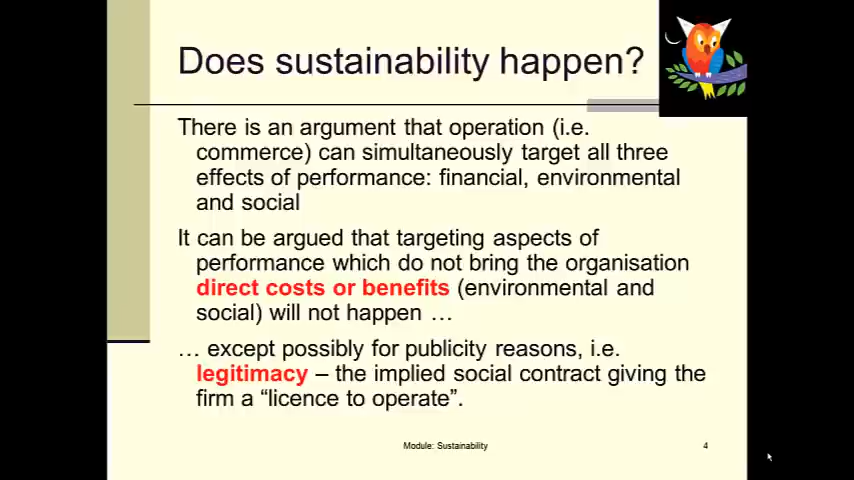 Does sustainability happen?
There is an argument that operation (i.e.
commerce) can simultaneously target all three
effects of performance: financial, environmental
and social
It can be argued that targeting aspects of
performance which do not bring the organisation
direct costs or benefits (environmental and
social) will not happen …
… except possibly for publicity reasons, i.e.
legitimacy – the implied social contract giving the
firm a “licence to operate”.
Module: Sustainability
4